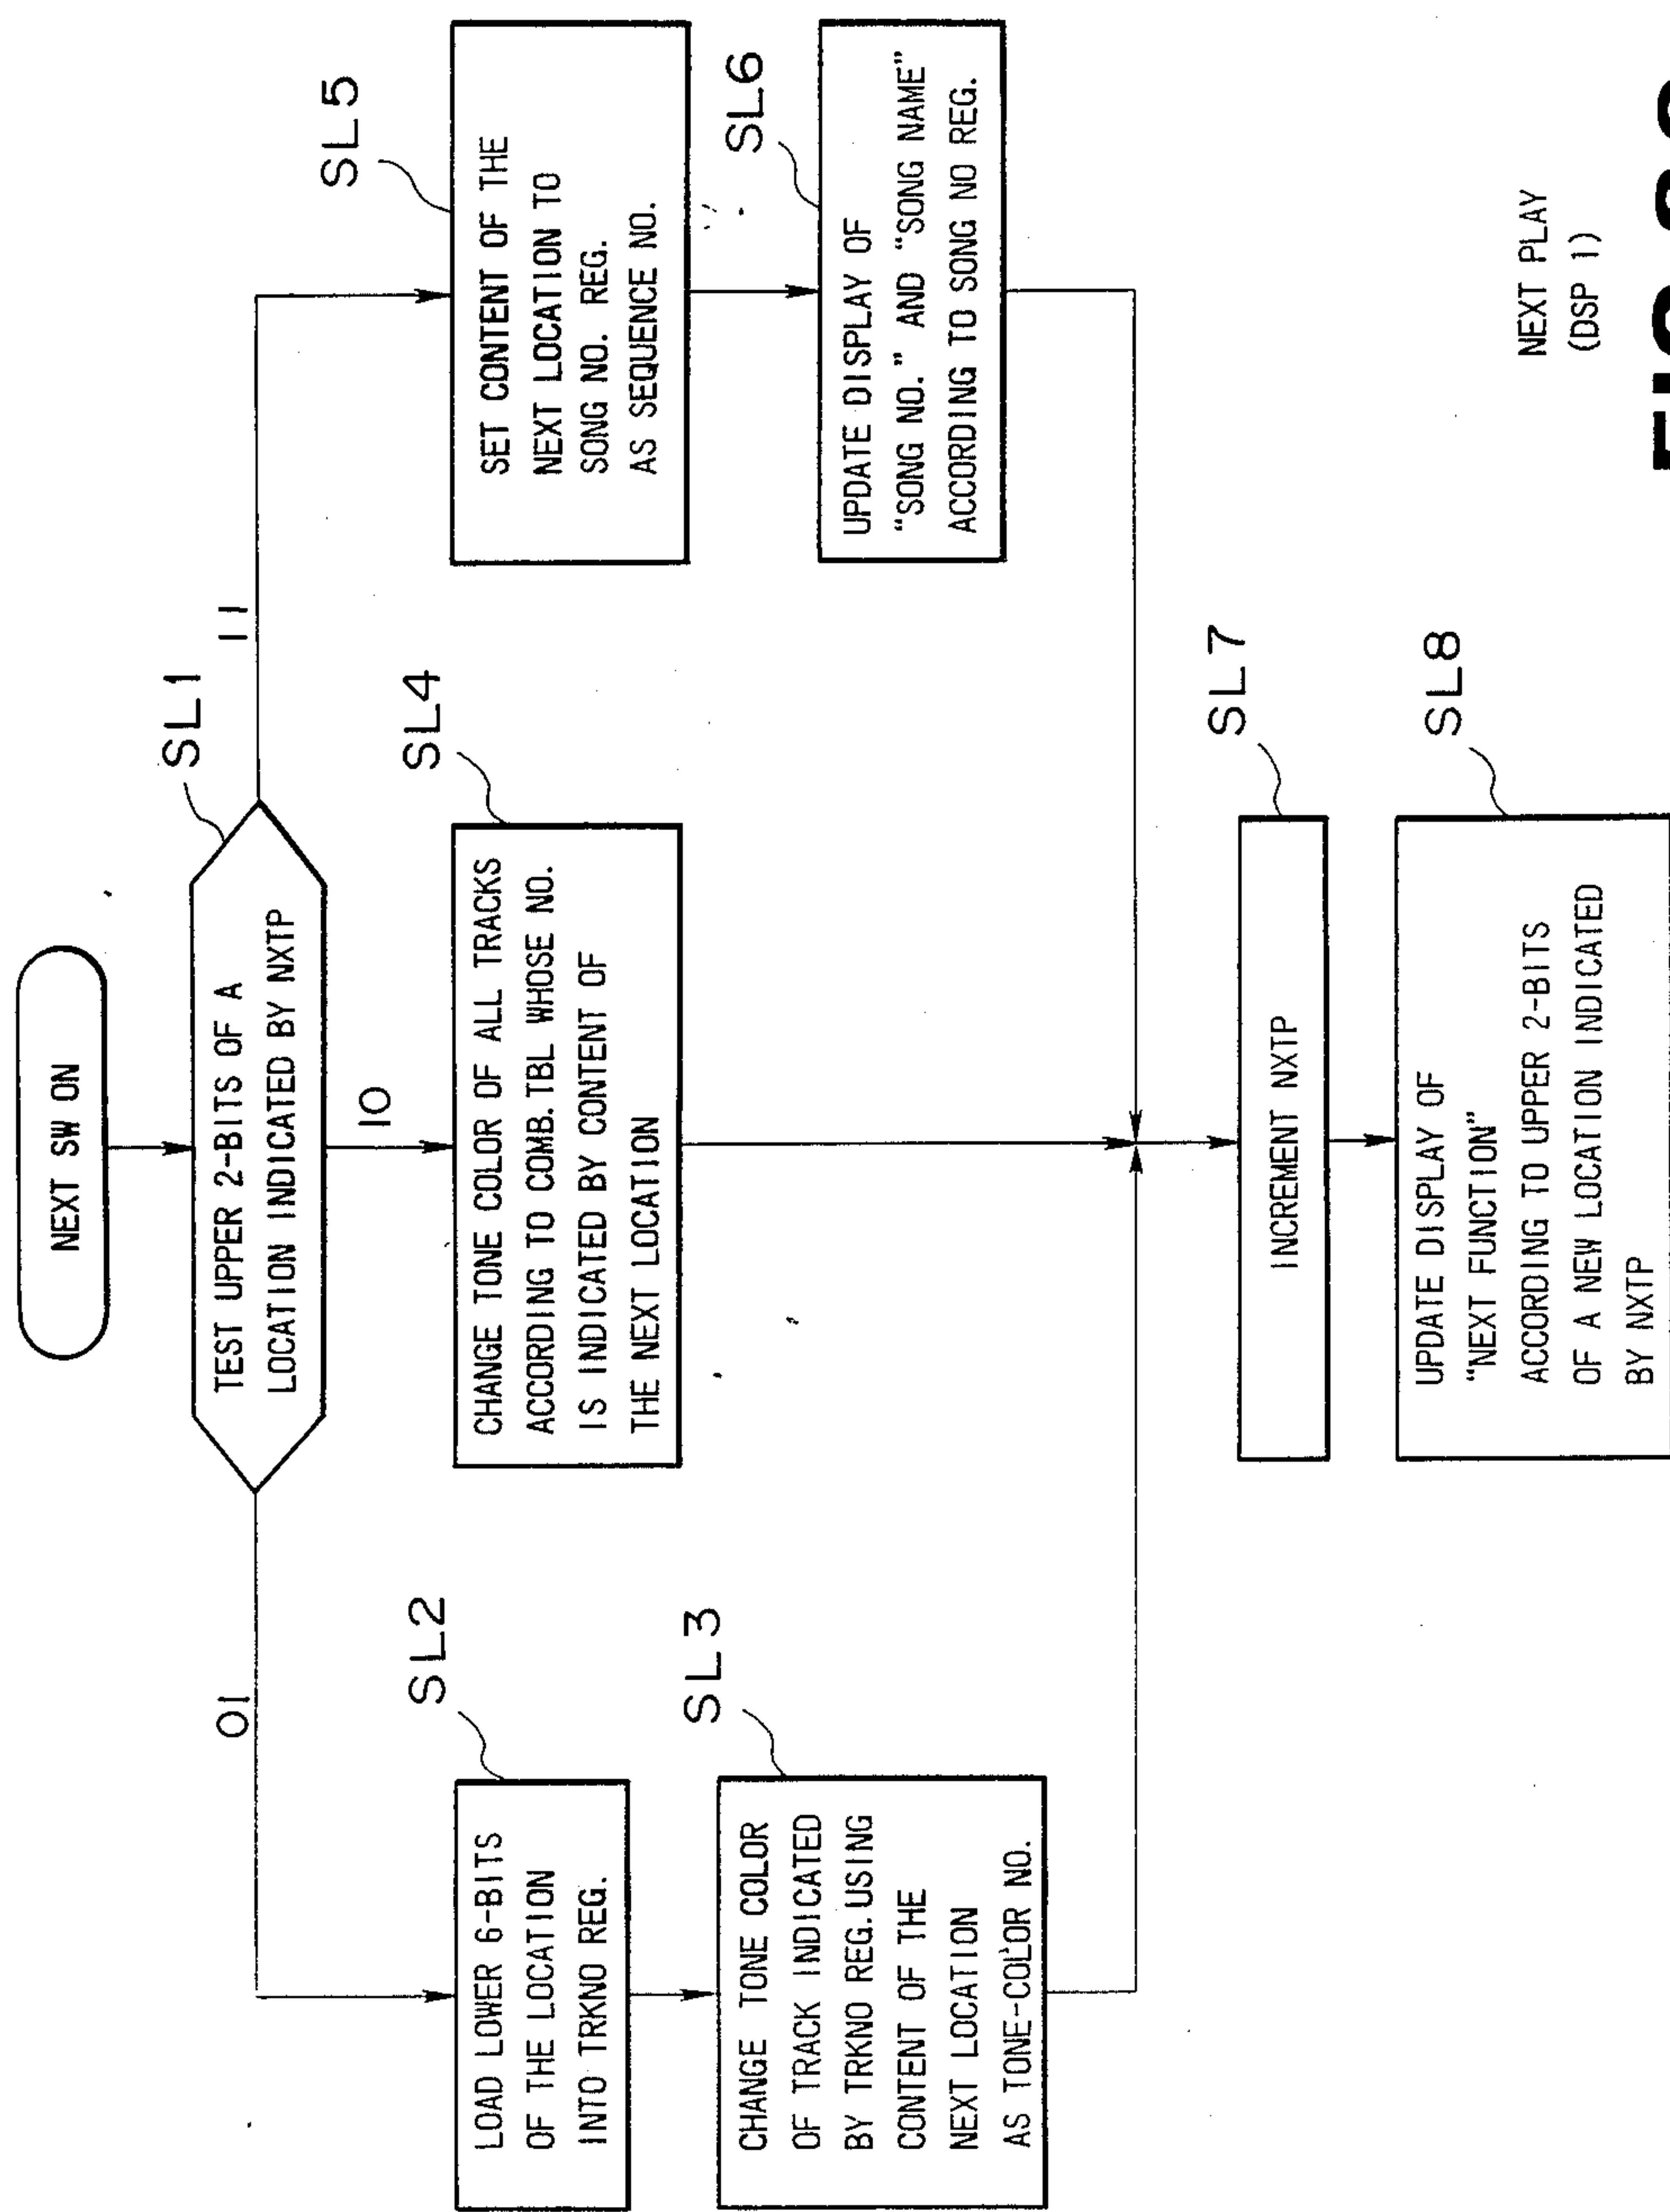 NEXT SW ON
SL1
TEST UPPER 2-BITS OF A
LOCATION INDICATED BY NXTP
01
10
11
SL2
LOAD LOWER 6-BITS
OF THE LOCATION
INTO TRKNO REG.
SL3
CHANGE TONE COLOR
OF TRACK INDICATED
BY TRKNO REG. USING
CONTENT OF THE
NEXT LOCATION
AS TONE-COLOR NO.
SL4
CHANGE TONE COLOR OF ALL TRACKS
ACCORDING TO COMB. TBL WHOSE NO.
IS INDICATED BY CONTENT OF
THE NEXT LOCATION
SL5
SET CONTENT OF THE
NEXT LOCATION TO
SONG NO. REG.
AS SEQUENCE NO.
SL6
UPDATE DISPLAY OF
“SONG NO.” AND “SONG NAME”
ACCORDING TO SONG NO REG.
SL7
INCREMENT NXTP
SL8
UPDATE DISPLAY OF
“NEXT FUNCTION”
ACCORDING TO UPPER 2-BITS
OF A NEW LOCATION INDICATED
BY NXTP
NEXT PLAY
(DSP 1)